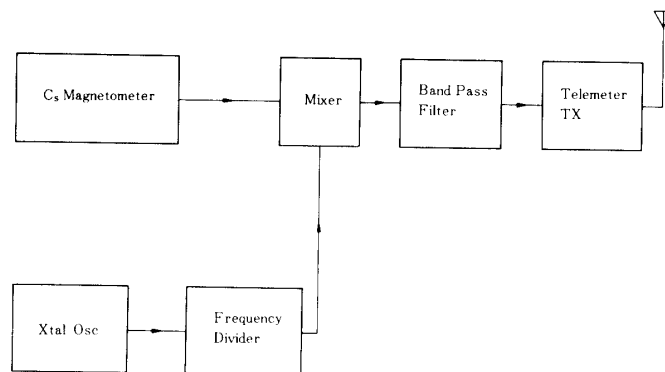 Cs Magnetometer
Mixer
Band Pass
Filter
Telemeter
TX
Xtal Osc
Frequency
Divider